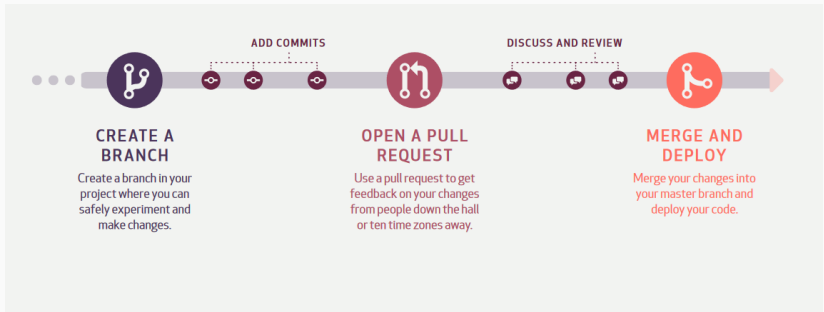 ADD COMMITS
DISCUSS AND REVIEW
CREATE A
BRANCH
Create a branch in your
project where you can
safely experiment and
make changes.
OPEN A PULL
REQUEST
Use a pull request to get
feedback on your changes
from people down the hall
or ten time zones away.
MERGE AND
DEPLOY
Merge your changes into
your master branch and
deploy your code.